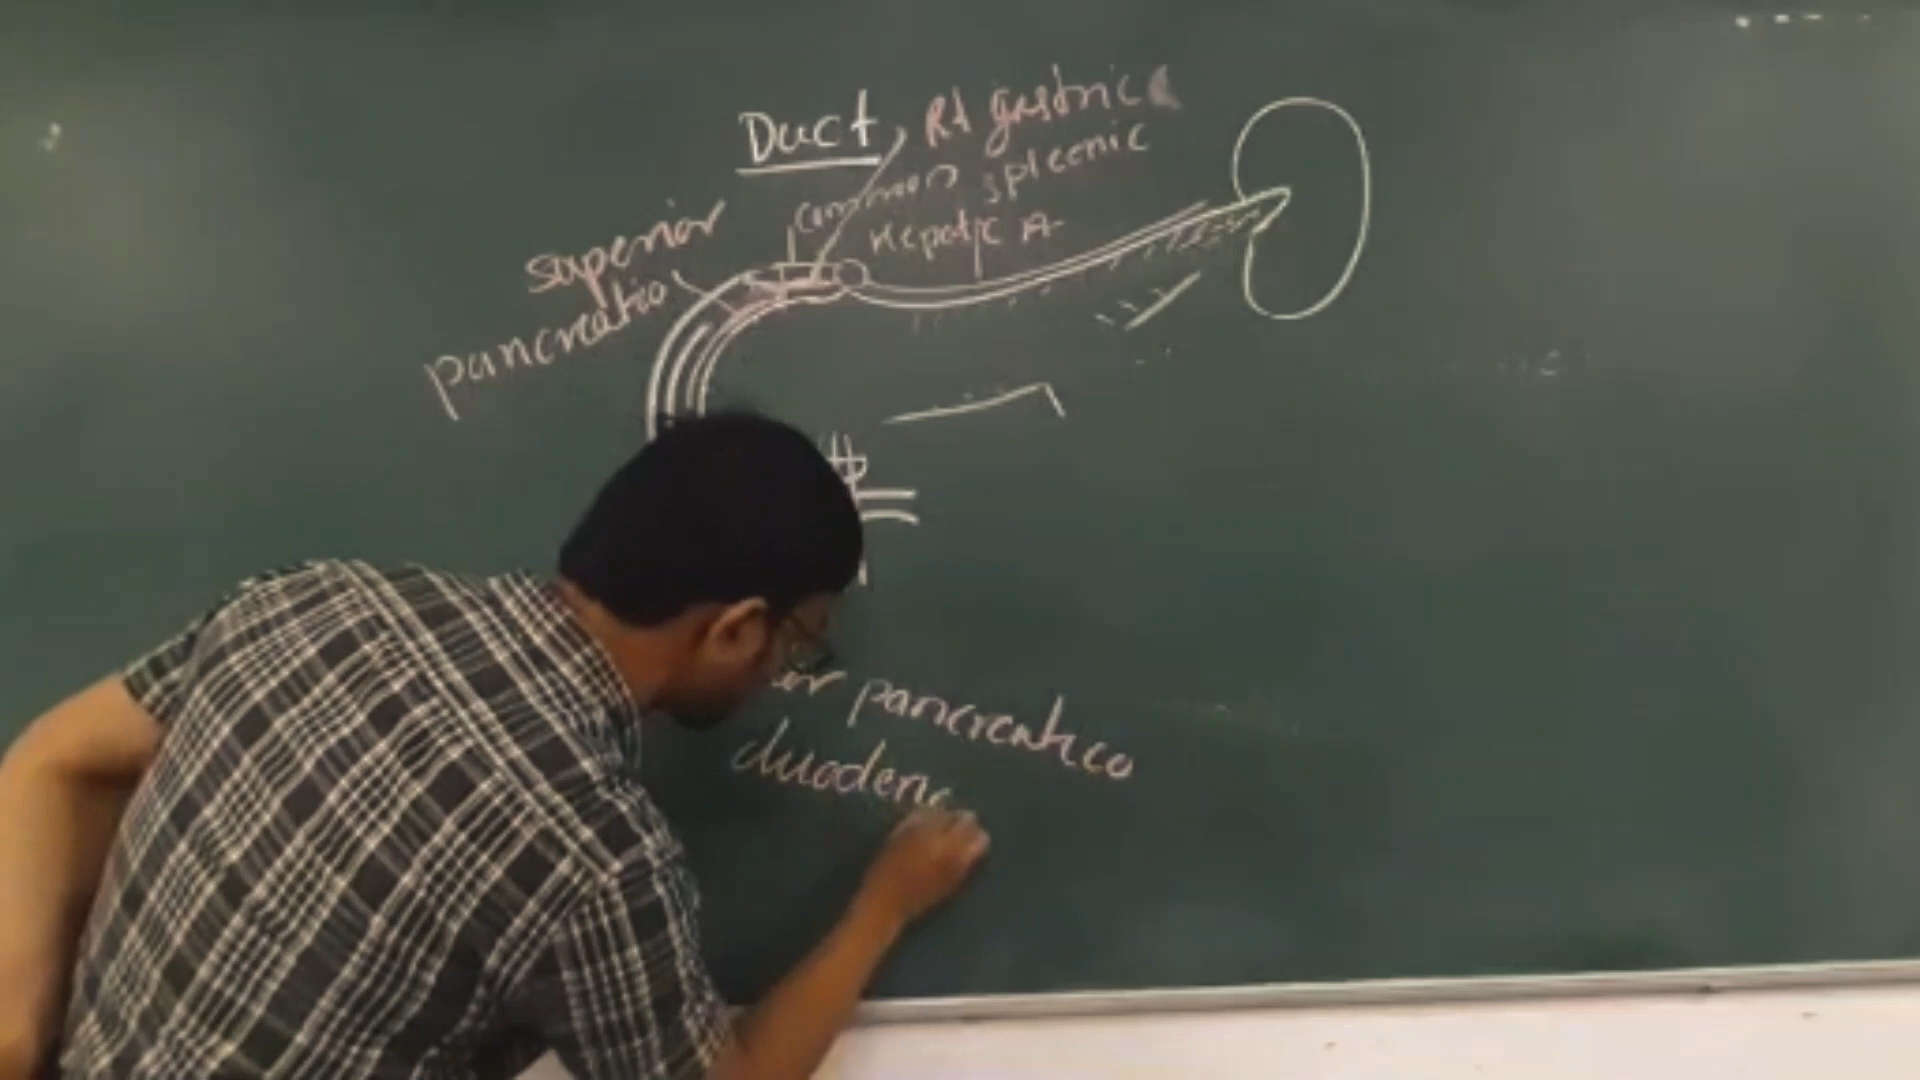 Duct
Rt gastric
common splenic
Hepatic A
superior
pancreatico
pancreatico
duodena